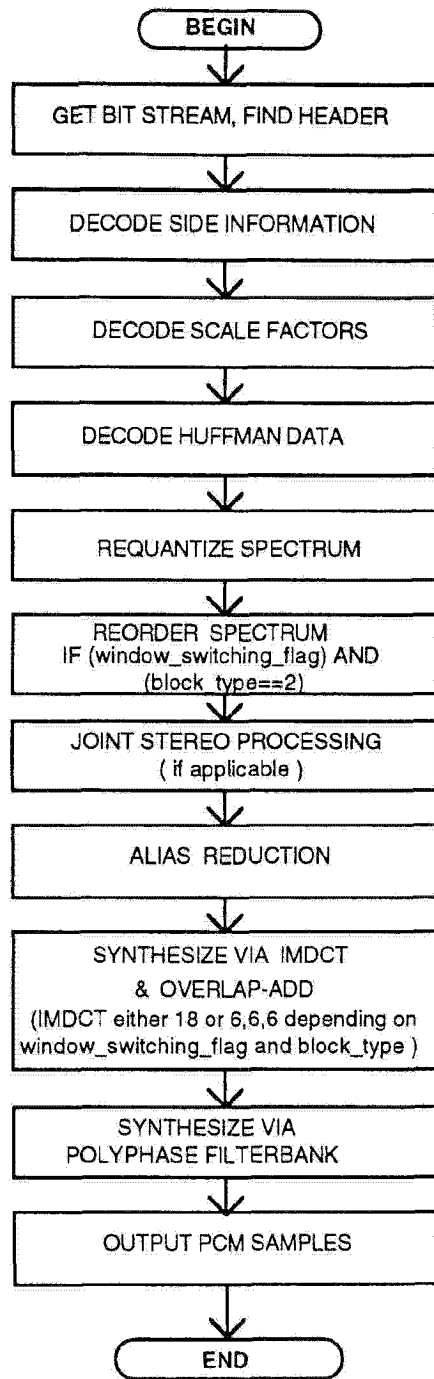 BEGIN
GET BIT STREAM, FIND HEADER
DECODE SIDE INFORMATION
DECODE SCALE FACTORS
DECODE HUFFMAN DATA
REQUANTIZE SPECTRUM
REORDER SPECTRUM
IF (window_switching_flag) AND
(block_type==2)
JOINT STEREO PROCESSING
( if applicable )
ALIAS REDUCTION
SYNTHESIZE VIA IMDCT
& OVERLAP-ADD
(IMDCT either 18 or 6,6,6 depending on
window_switching_flag and block_type )
SYNTHESIZE VIA
POLYPHASE FILTERBANK
OUTPUT PCM SAMPLES
END